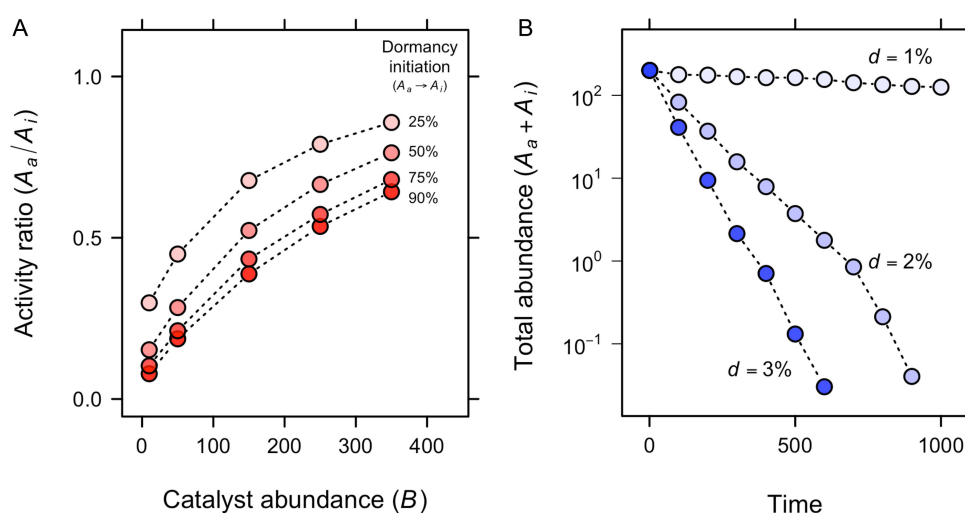 A
Activity ratio (Aₐ/Aᵢ)
1.0
0.5
0.0
Dormancy
initiation
(Aₐ → Aᵢ)
25%
50%
75%
90%
0 100 200 300 400
Catalyst abundance (B)
B
Total abundance (Aₐ + Aᵢ)
10²
10¹
10⁰
10⁻¹
d = 1%
d = 2%
d = 3%
0 500 1000
Time